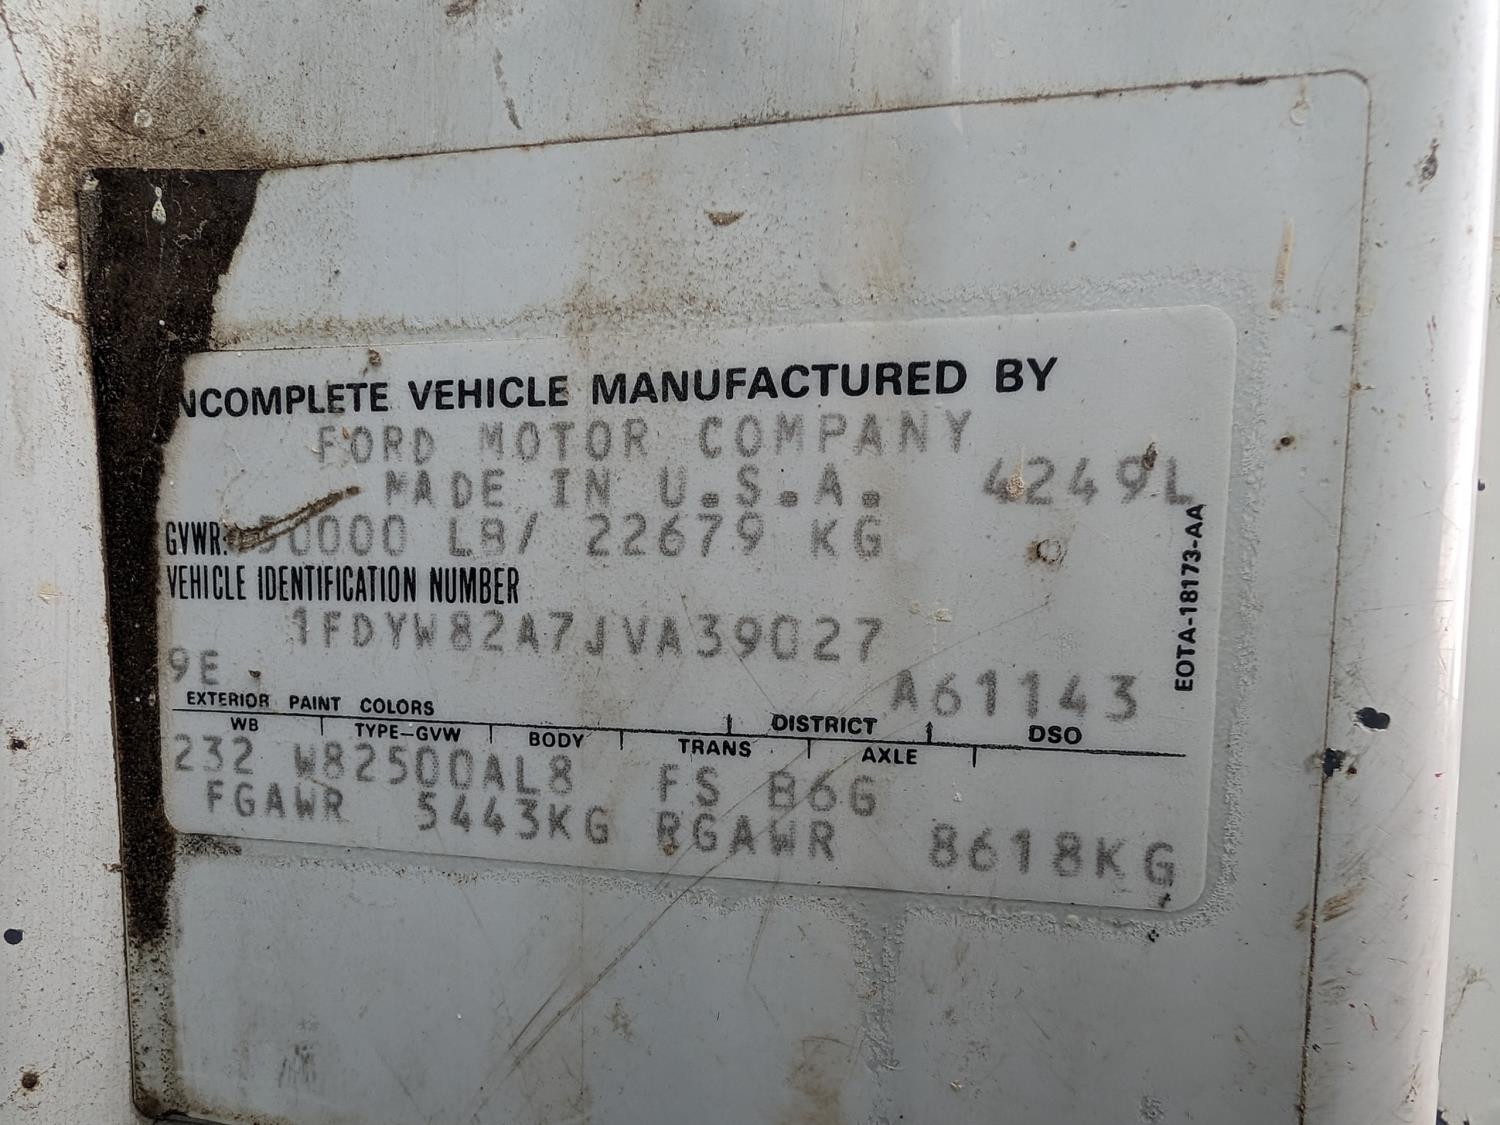 INCOMPLETE VEHICLE MANUFACTURED BY
FORD MOTOR COMPANY
MADE IN U.S.A. 4249L
GVWR: 50000 LB/ 22679 KG
VEHICLE IDENTIFICATION NUMBER
1FDYW82A7JVA39027
9E A61143
EXTERIOR PAINT COLORS DISTRICT DSO
WB TYPE-GVW BODY TRANS AXLE
232 W82500AL8 FS B6G
FGAWR 5443KG RGAWR 8618KG
EOTA-18173-AA